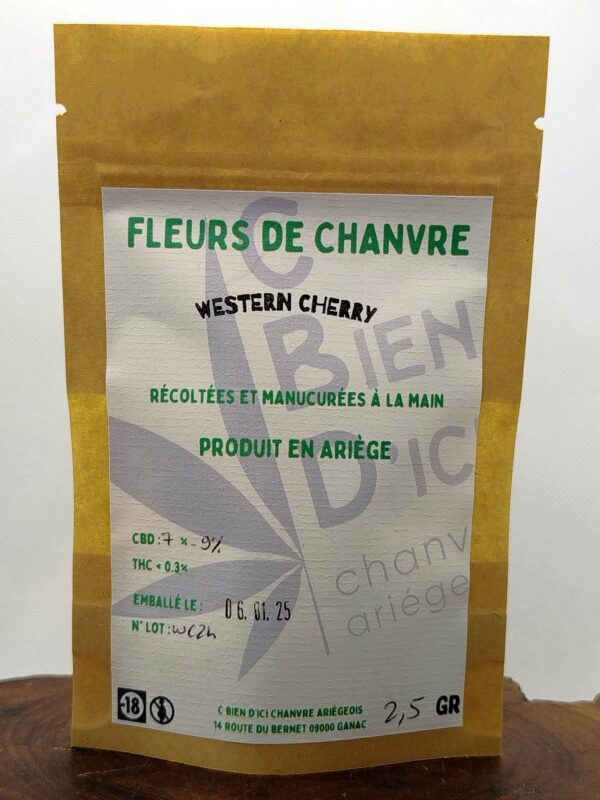 FLEURS DE CHANVRE
WESTERN CHERRY
C
BIEN
D'ICI
RÉCOLTÉES ET MANUCURÉES À LA MAIN
PRODUIT EN ARIÈGE
chanv
ariége
CBD : 7 % - 9%
THC < 0.3%
EMBALLÉ LE : 06. 01. 25
N° LOT : WC24
-18
C BIEN D'ICI CHANVRE ARIÉGEOIS
14 ROUTE DU BERNET 09000 GANAC
2,5 GR